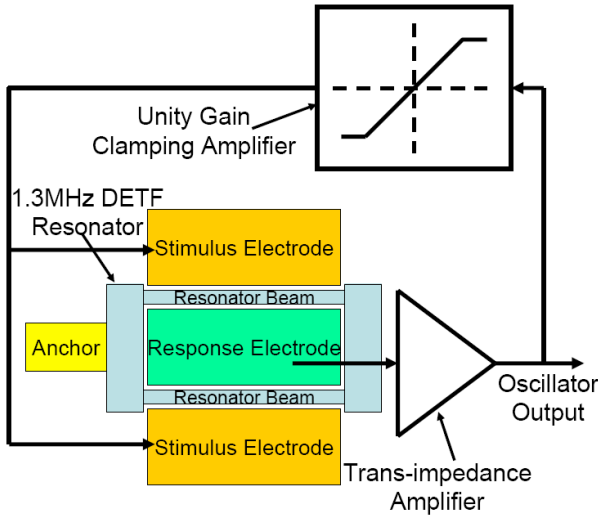 Unity Gain
Clamping Amplifier
1.3MHz DETF
Resonator
Stimulus Electrode
Resonator Beam
Anchor
Response Electrode
Resonator Beam
Stimulus Electrode
Oscillator
Output
Trans-impedance
Amplifier